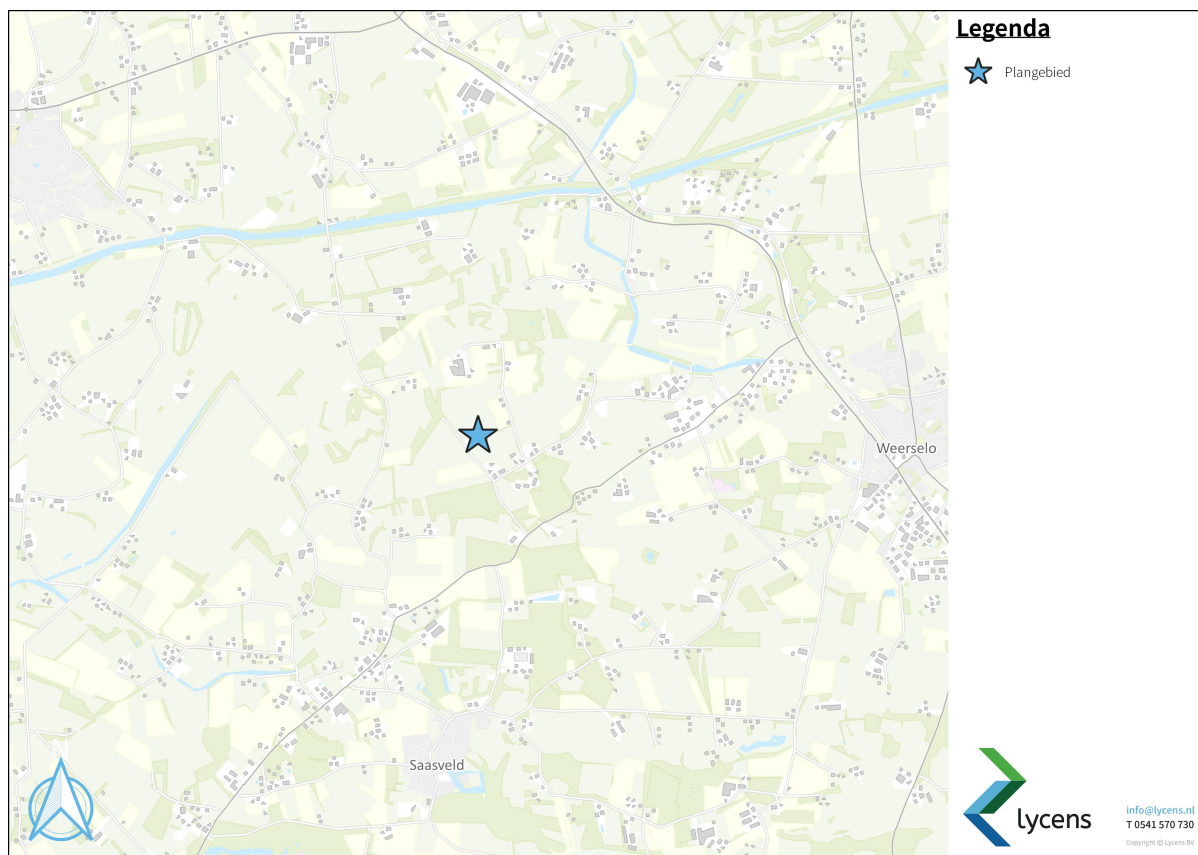 Legenda
Plangebied
Weerselo
Saasveld
N
lycens
info@lycens.nl
T 0541 570 730
Copyright © Lycens BV